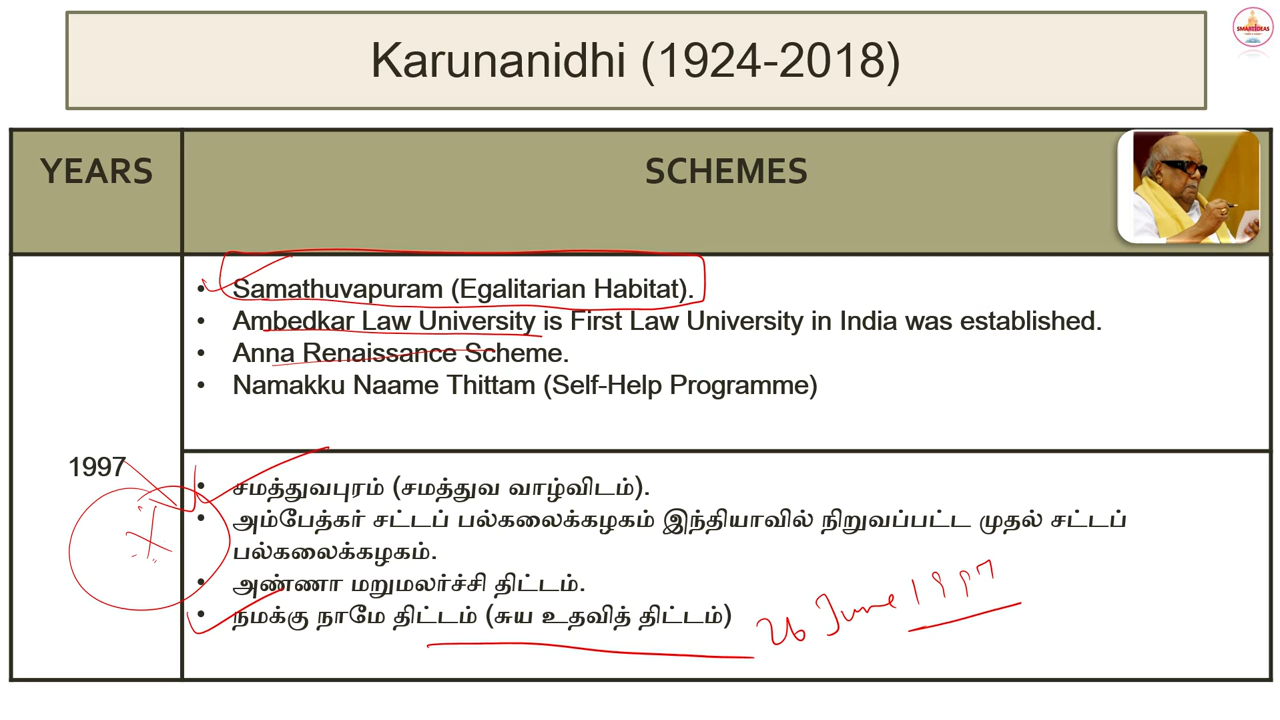 SMART IDEAS
Karunanidhi (1924-2018)
YEARS
SCHEMES
1997
• Samathuvapuram (Egalitarian Habitat).
• Ambedkar Law University is First Law University in India was established.
• Anna Renaissance Scheme.
• Namakku Naame Thittam (Self-Help Programme)
• சமத்துவபுரம் (சமத்துவ வாழ்விடம்).
• அம்பேத்கர் சட்டப் பல்கலைக்கழகம் இந்தியாவில் நிறுவப்பட்ட முதல் சட்டப்
பல்கலைக்கழகம்.
• அண்ணா மறுமலர்ச்சி திட்டம்.
• நமக்கு நாமே திட்டம் (சுய உதவித் திட்டம்)
26 June 1997